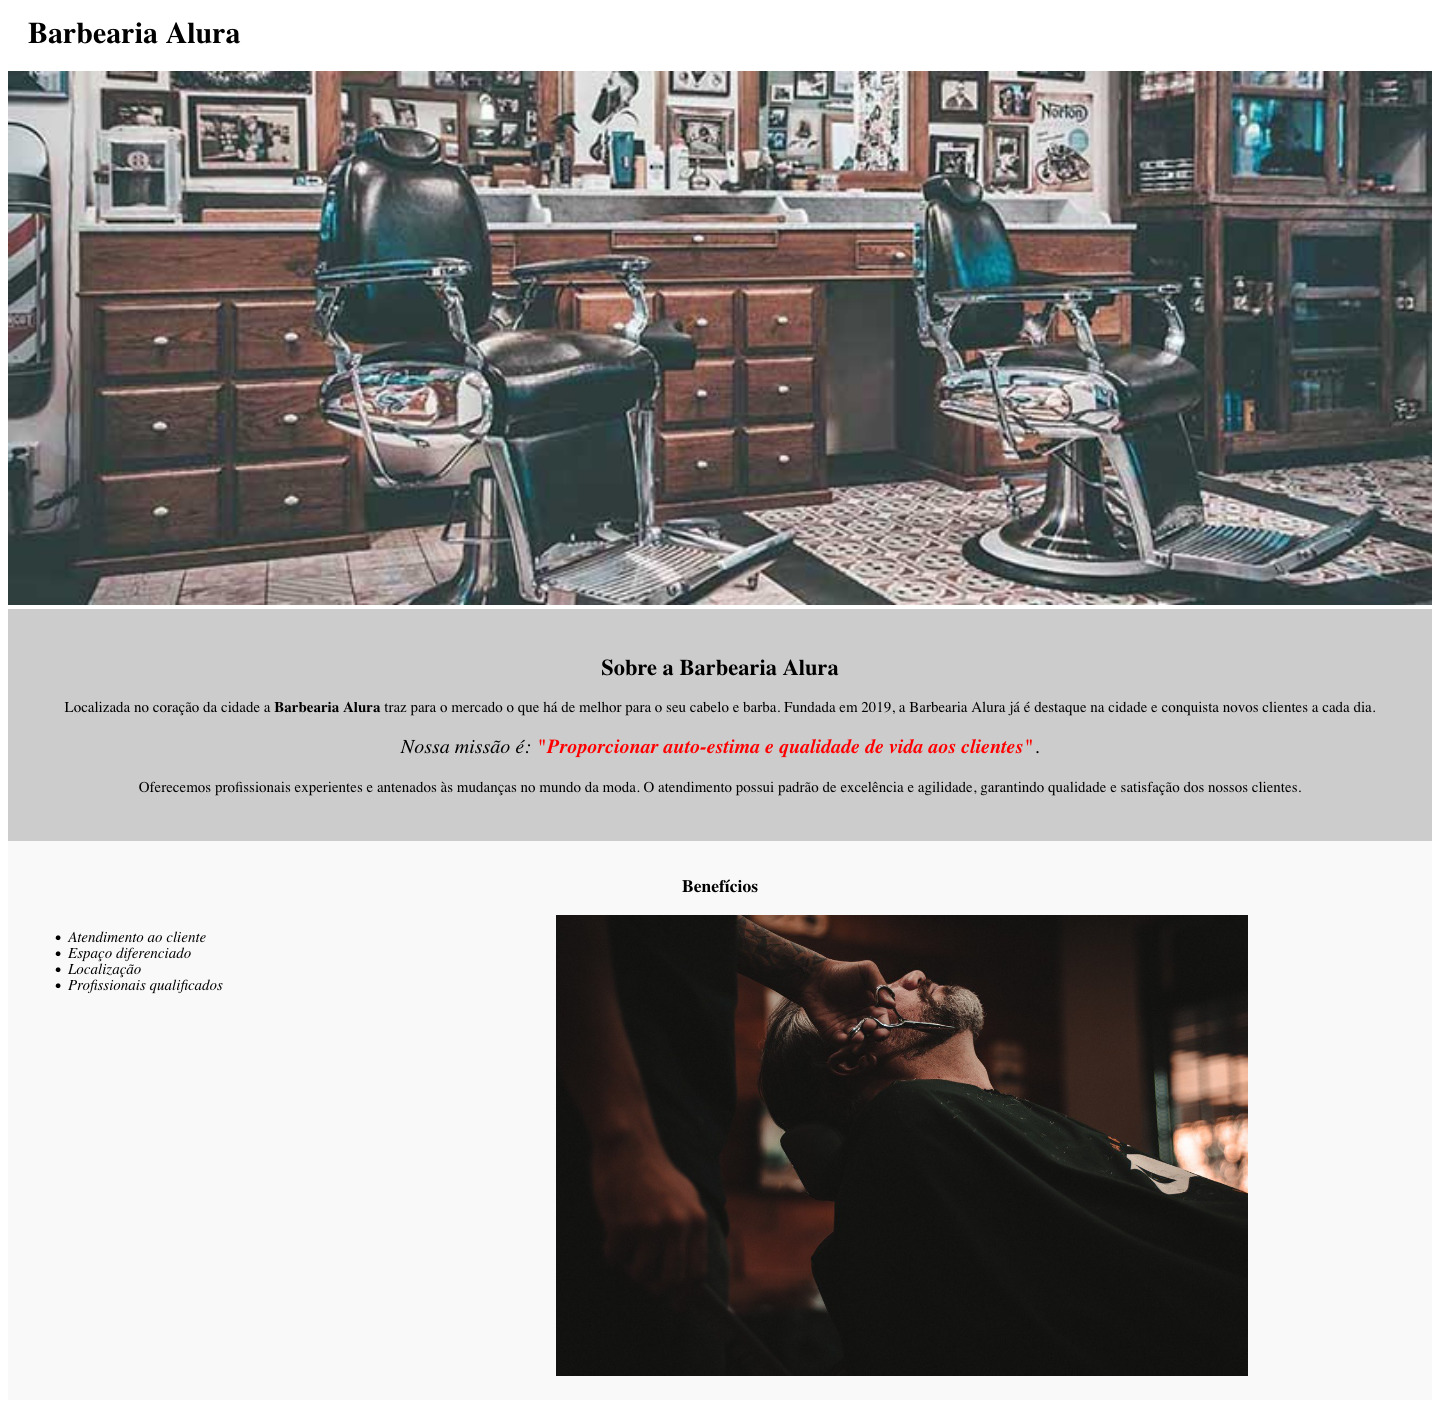 Barbearia Alura
Norton
Sobre a Barbearia Alura
Localizada no coração da cidade a Barbearia Alura traz para o mercado o que há de melhor para o seu cabelo e barba. Fundada em 2019, a Barbearia Alura já é destaque na cidade e conquista novos clientes a cada dia.
Nossa missão é: "Proporcionar auto-estima e qualidade de vida aos clientes".
Oferecemos profissionais experientes e antenados às mudanças no mundo da moda. O atendimento possui padrão de excelência e agilidade, garantindo qualidade e satisfação dos nossos clientes.
Benefícios
• Atendimento ao cliente
• Espaço diferenciado
• Localização
• Profissionais qualificados